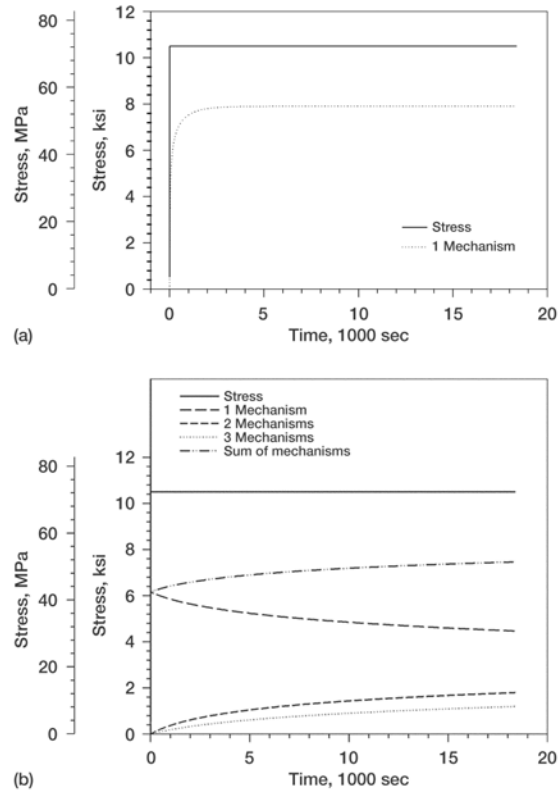 12
80
10
60
8
6
40
4
20
2
0
0
Stress, MPa
Stress, ksi
Stress
1 Mechanism
0
5
10
15
20
Time, 1000 sec
(a)
Stress
1 Mechanism
2 Mechanisms
3 Mechanisms
Sum of mechanisms
12
80
10
60
8
6
40
4
20
2
0
0
Stress, MPa
Stress, ksi
0
5
10
15
20
Time, 1000 sec
(b)